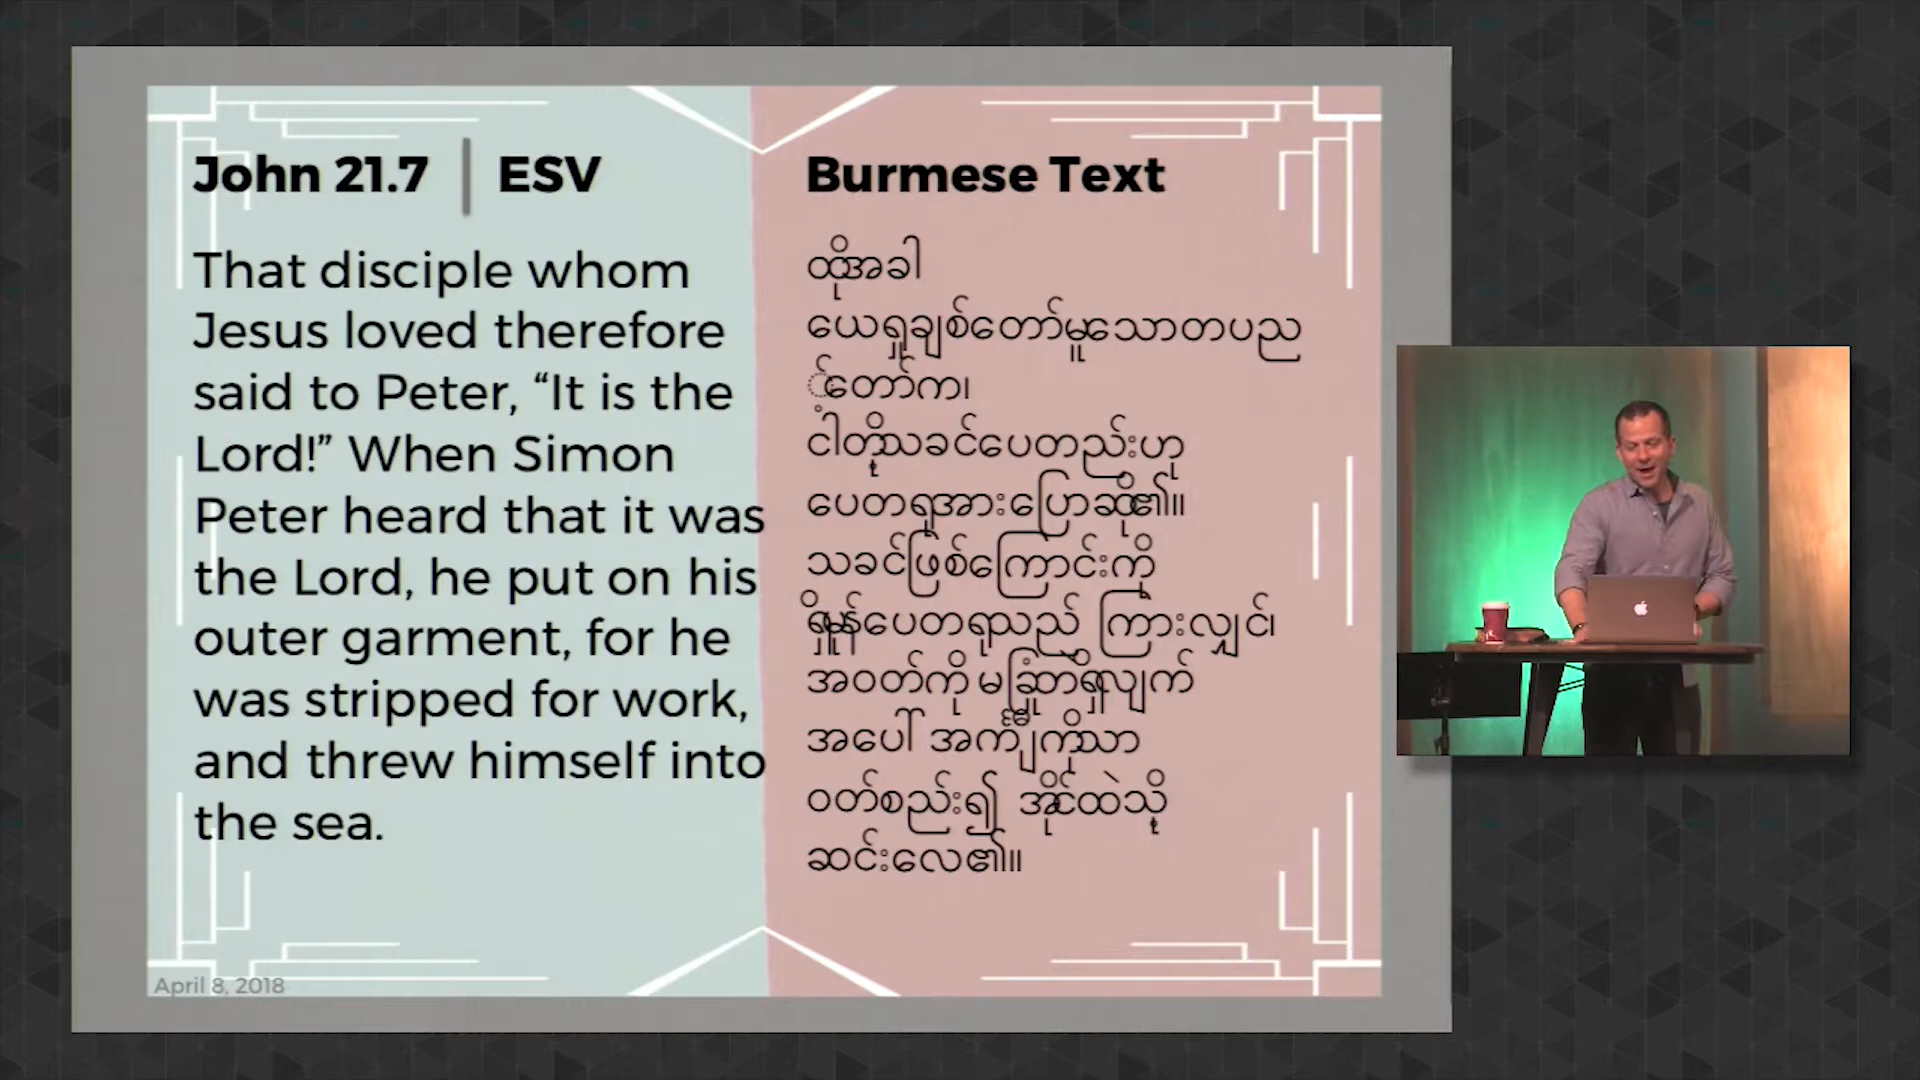 John 21.7 | ESV
That disciple whom
Jesus loved therefore
said to Peter, “It is the
Lord!” When Simon
Peter heard that it was
the Lord, he put on his
outer garment, for he
was stripped for work,
and threw himself into
the sea.
Burmese Text
ထိုအခါ
ယေရှုချစ်တော်မူသောတပည
့်တော်က၊
ငါတို့သခင်ပေတည်းဟု
ပေတရုအားပြောဆို၏။
သခင်ဖြစ်ကြောင်းကို
ရှိမုန်ပေတရုသည် ကြားလျှင်၊
အဝတ်ကို မခြုံဘဲရှိလျက်
အပေါ် အင်္ကျီကိုသာ
ဝတ်စည်း၍ အိုင်ထဲသို့
ဆင်းလေ၏။
April 8, 2018